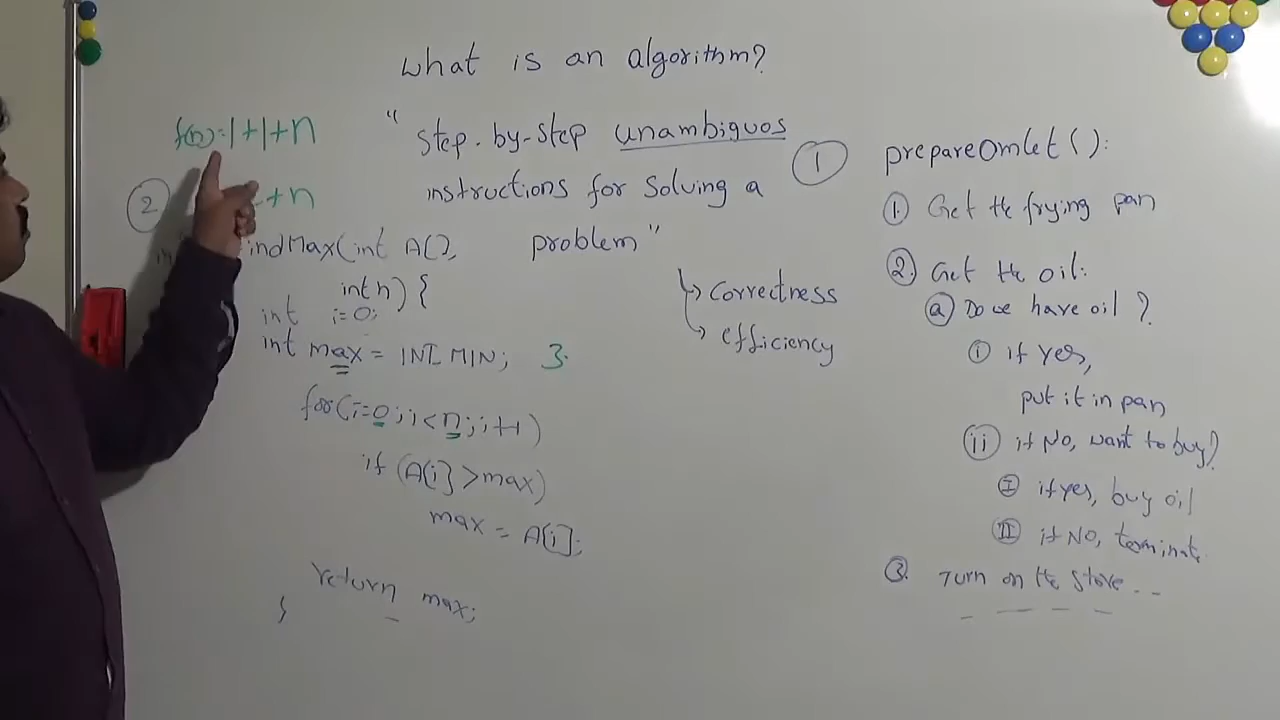 What is an algorithm?
f(n)=1+1+n
"step-by-step unambiguos
instructions for solving a
problem"
→ correctness
→ efficiency
+n
②
indMax(int A[],
int n) {
int i=0;
int max = INT_MIN; 3.
for(i=0;i<n;i++)
if (A[i]>max)
max = A[i];
return max;
}
①
prepareOmlet():
① Get the frying pan
② Get the oil:
ⓐ Do we have oil?
ⓘ if yes,
put it in pan
(ii) if No, want to buy?
Ⓘ if yes, buy oil
(II) if No, terminate
③. Turn on the stove...